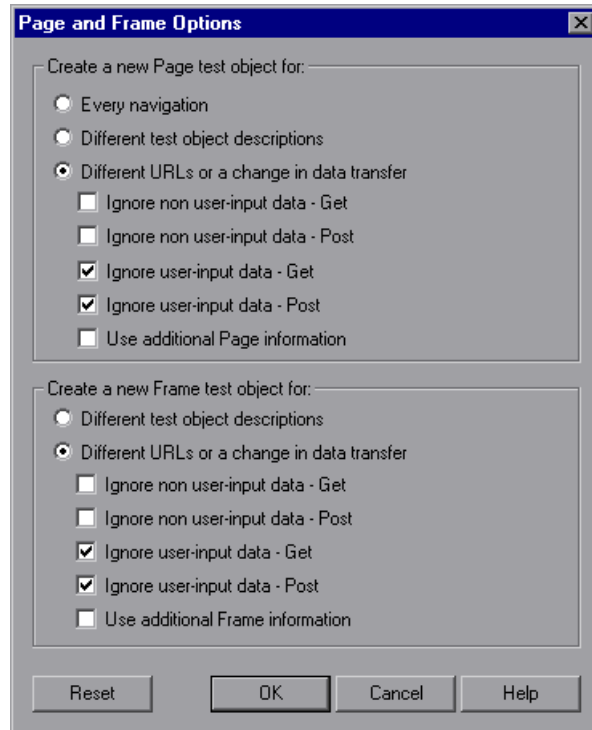 Page and Frame Options
Create a new Page test object for:
Every navigation
Different test object descriptions
Different URLs or a change in data transfer
Ignore non user-input data - Get
Ignore non user-input data - Post
Ignore user-input data - Get
Ignore user-input data - Post
Use additional Page information
Create a new Frame test object for:
Different test object descriptions
Different URLs or a change in data transfer
Ignore non user-input data - Get
Ignore non user-input data - Post
Ignore user-input data - Get
Ignore user-input data - Post
Use additional Frame information
Reset OK Cancel Help